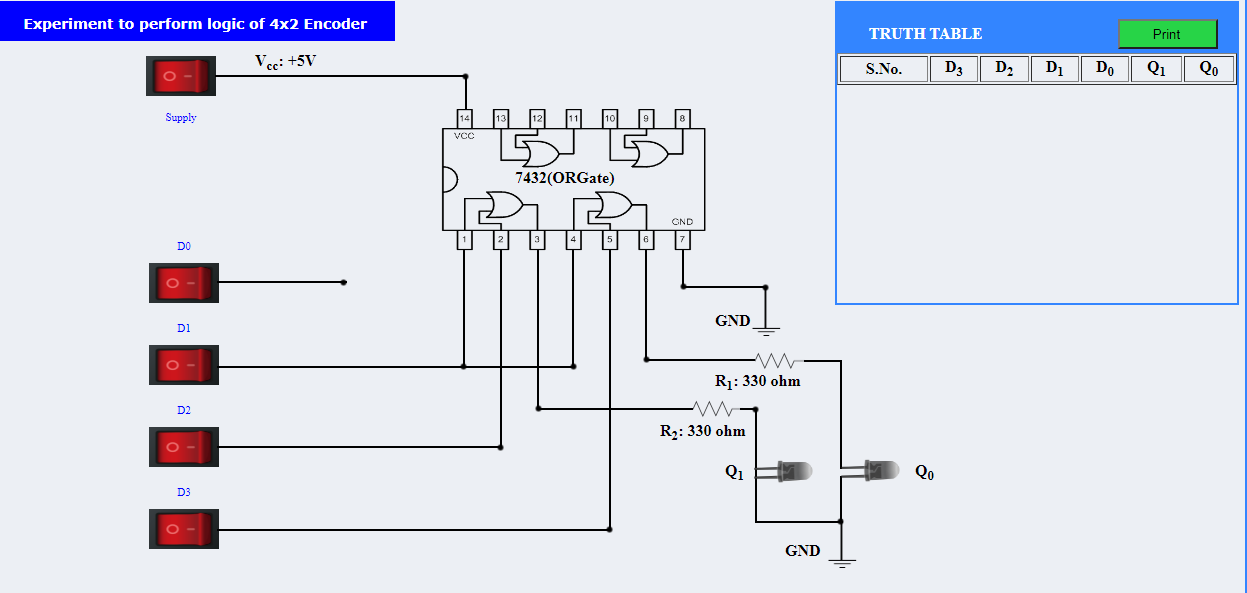 Experiment to perform logic of 4x2 Encoder
TRUTH TABLE
Print
S.No. D3 D2 D1 D0 Q1 Q0
Vcc: +5V
Supply
14 13 12 11 10 9 8
VCC
7432(ORGate)
GND
1 2 3 4 5 6 7
D0
D1
D2
D3
GND
R1: 330 ohm
R2: 330 ohm
Q1
Q0
GND